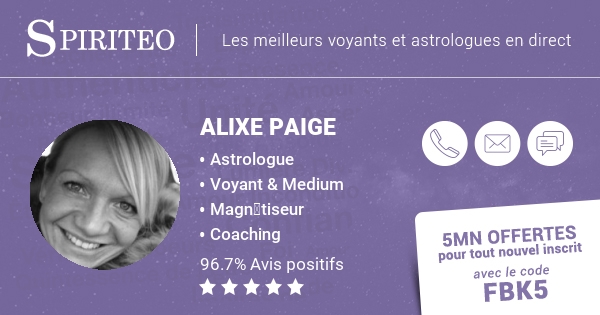 SPIRITEO
Les meilleurs voyants et astrologues en direct
ALIXE PAIGE
• Astrologue
• Voyant & Medium
• Magn▯tiseur
• Coaching
96.7% Avis positifs
5MN OFFERTES
pour tout nouvel inscrit
avec le code
FBK5